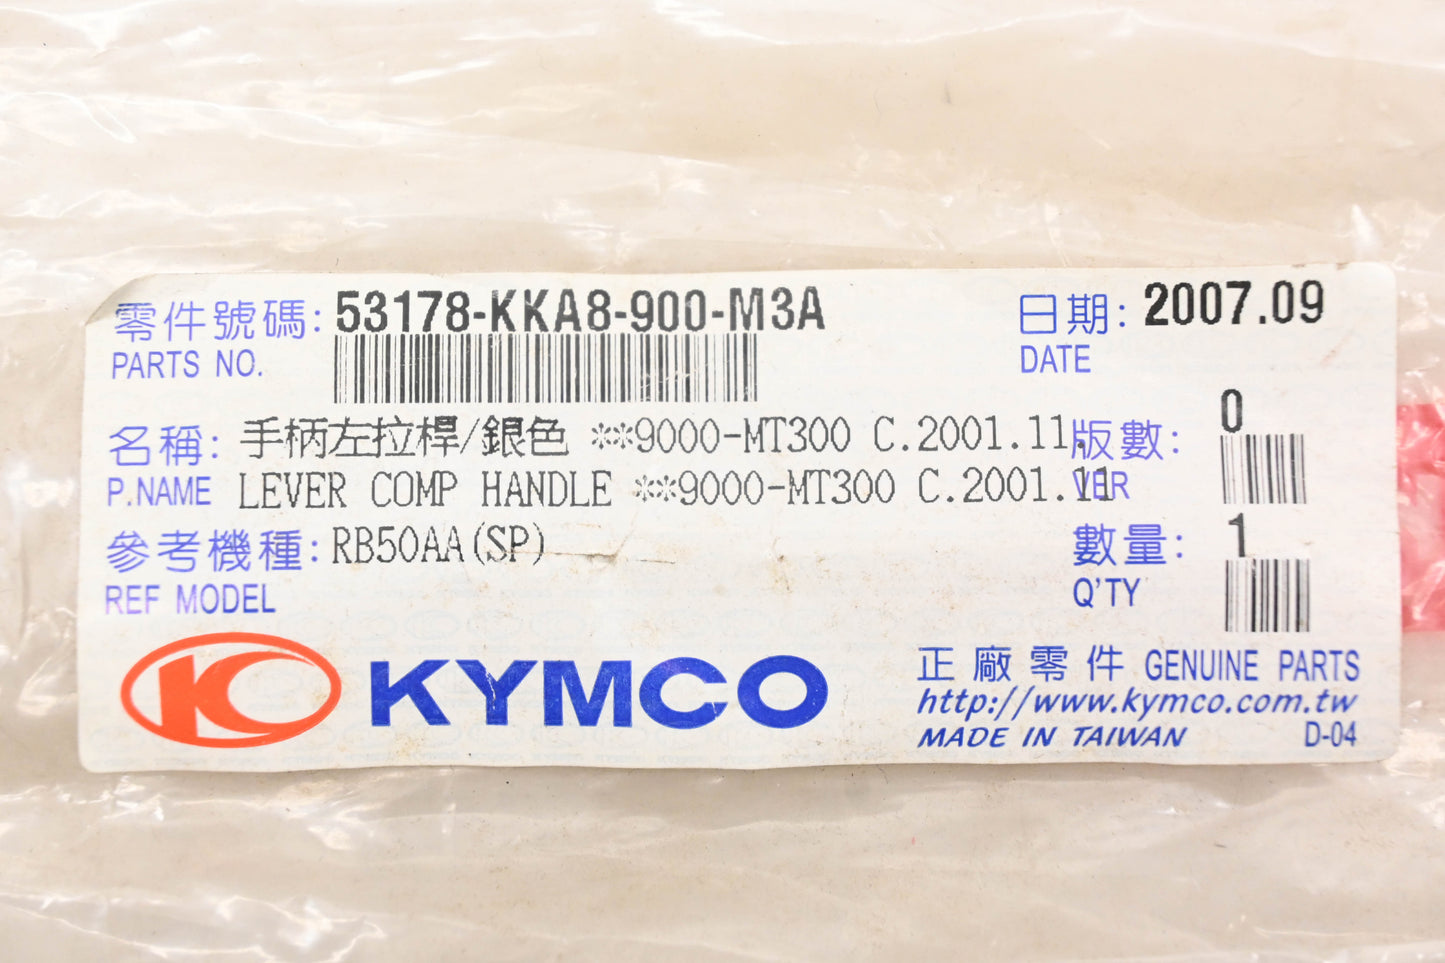 零件號碼: 53178-KKA8-900-M3A
PARTS NO.
日期: 2007.09
DATE
名稱: 手柄左拉桿/銀色 **9000-MT300 C.2001.11.
P.NAME LEVER COMP HANDLE **9000-MT300 C.2001.11
版數: 0
VER
參考機種: RB50AA(SP)
REF MODEL
數量: 1
Q'TY
KYMCO
正廠零件 GENUINE PARTS
http://www.kymco.com.tw
MADE IN TAIWAN D-04